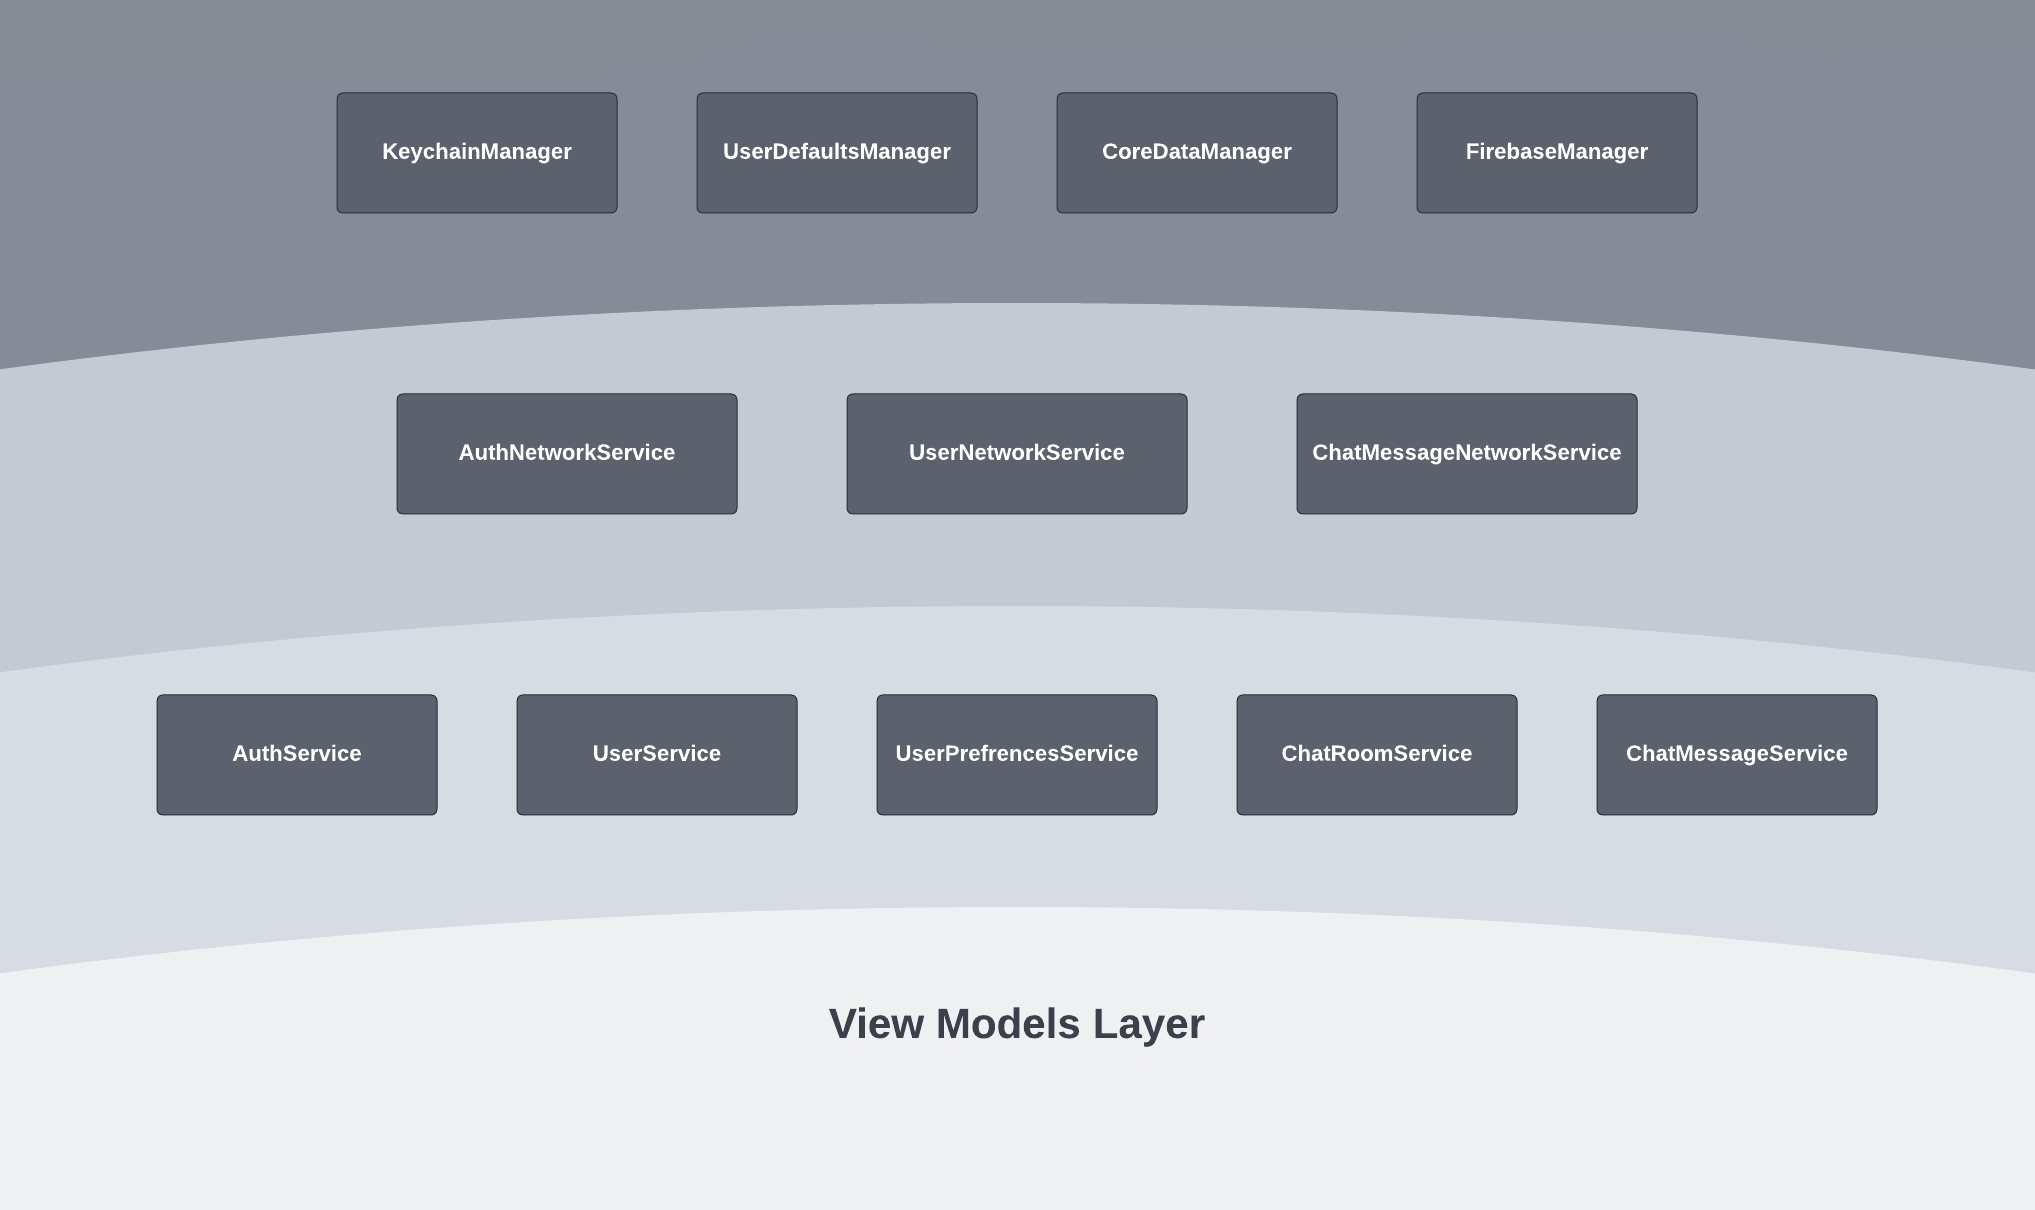 KeychainManager
UserDefaultsManager
CoreDataManager
FirebaseManager
AuthNetworkService
UserNetworkService
ChatMessageNetworkService
AuthService
UserService
UserPrefrencesService
ChatRoomService
ChatMessageService
View Models Layer